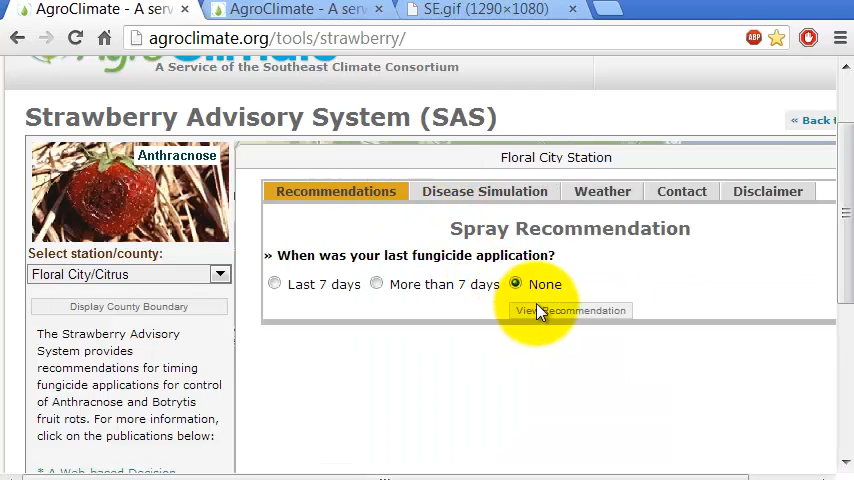 AgroClimate - A serv
AgroClimate - A serv
SE.gif (1290×1080)
agroclimate.org/tools/strawberry/
ABP
A Service of the Southeast Climate Consortium
Strawberry Advisory System (SAS)
« Back t
Anthracnose
Floral City Station
Recommendations
Disease Simulation
Weather
Contact
Disclaimer
Spray Recommendation
» When was your last fungicide application?
Last 7 days
More than 7 days
None
View Recommendation
Select station/county:
Floral City/Citrus
Display County Boundary
The Strawberry Advisory
System provides
recommendations for timing
fungicide applications for control
of Anthracnose and Botrytis
fruit rots. For more information,
click on the publications below:
* A Web-based Decision